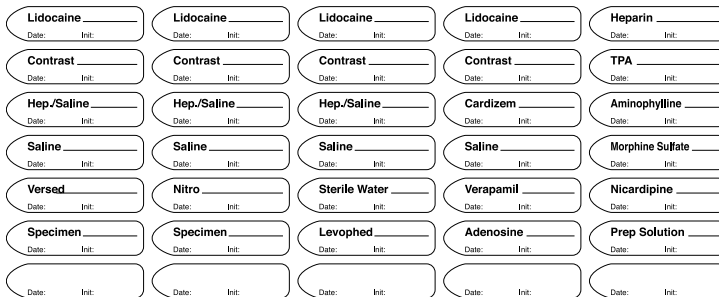 Lidocaine Lidocaine Lidocaine Lidocaine Heparin
Date: Init: Date: Init: Date: Init: Date: Init: Date: Init:
Contrast Contrast Contrast Contrast TPA
Date: Init: Date: Init: Date: Init: Date: Init: Date: Init:
Hep./Saline Hep./Saline Hep./Saline Cardizem Aminophylline
Date: Init: Date: Init: Date: Init: Date: Init: Date: Init:
Saline Saline Saline Saline Morphine Sulfate
Date: Init: Date: Init: Date: Init: Date: Init: Date: Init:
Versed Nitro Sterile Water Verapamil Nicardipine
Date: Init: Date: Init: Date: Init: Date: Init: Date: Init:
Specimen Specimen Levophed Adenosine Prep Solution
Date: Init: Date: Init: Date: Init: Date: Init: Date: Init:
Date: Init: Date: Init: Date: Init: Date: Init: Date: Init: